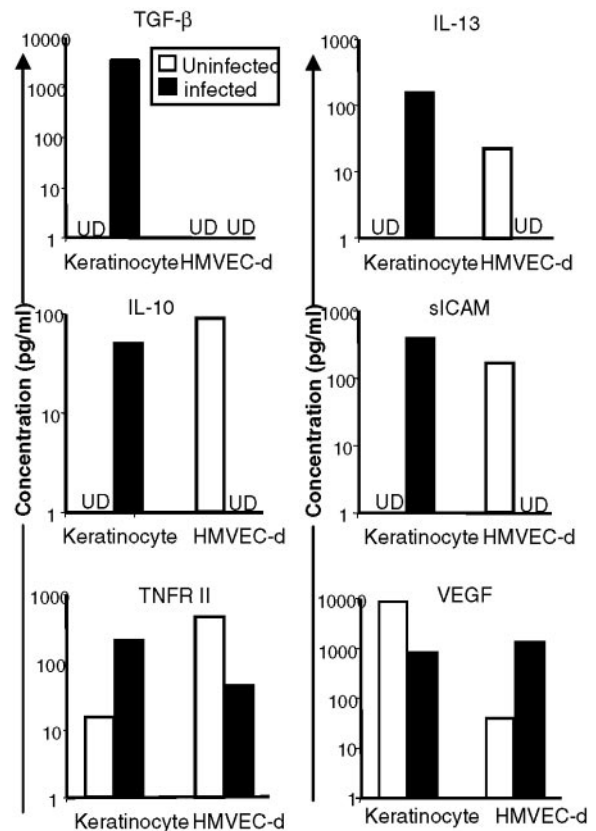 TGF-β
10000
1000
100
10
1
Uninfected
infected
UD
UD UD
Keratinocyte HMVEC-d
IL-13
1000
100
10
1
UD
UD
Keratinocyte HMVEC-d
IL-10
100
10
1
UD
UD
Keratinocyte HMVEC-d
sICAM
1000
100
10
1
UD
UD
Keratinocyte HMVEC-d
Concentration (pg/ml)
Concentration (pg/ml)
TNFR II
1000
100
10
1
Keratinocyte HMVEC-d
VEGF
10000
1000
100
10
1
Keratinocyte HMVEC-d